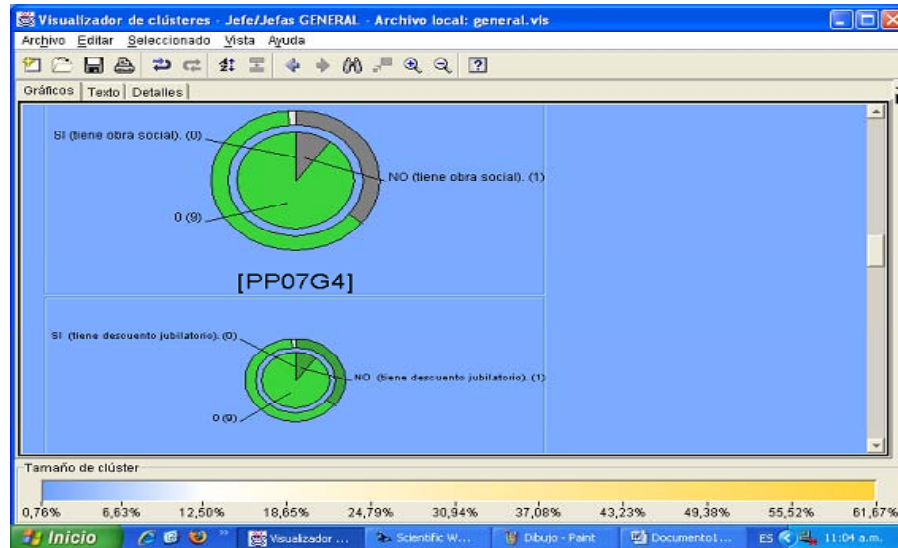 Visualizador de clústeres - Jefe/Jefas GENERAL - Archivo local: general.vis
Archivo Editar Seleccionado Vista Ayuda
Gráficos Texto Detalles
SI (tiene obra social). (0)
NO (tiene obra social). (1)
0 (9)
[PP07G4]
SI (tiene descuento jubilatorio). (0)
NO (tiene descuento jubilatorio). (1)
0 (9)
Tamaño de clúster
0,76% 6,63% 12,50% 18,65% 24,79% 30,94% 37,08% 43,23% 49,38% 55,52% 61,67%
Inicio Visualizador ... Scientific W... Dibujo - Paint Documento1... ES 11:04 a.m.